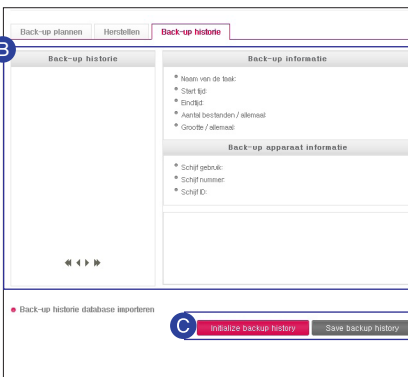 Back-up plannen Herstellen Back-up historie
B
Back-up historie
Back-up informatie
Naam van de taak:
Start tijd:
Eindtijd:
Aantal bestanden / allemaal:
Grootte / allemaal:
Back-up apparaat informatie
Schijf gebruik:
Schijf nummer:
Schijf ID:
Back-up historie database importeren
C
Initialize backup history Save backup history